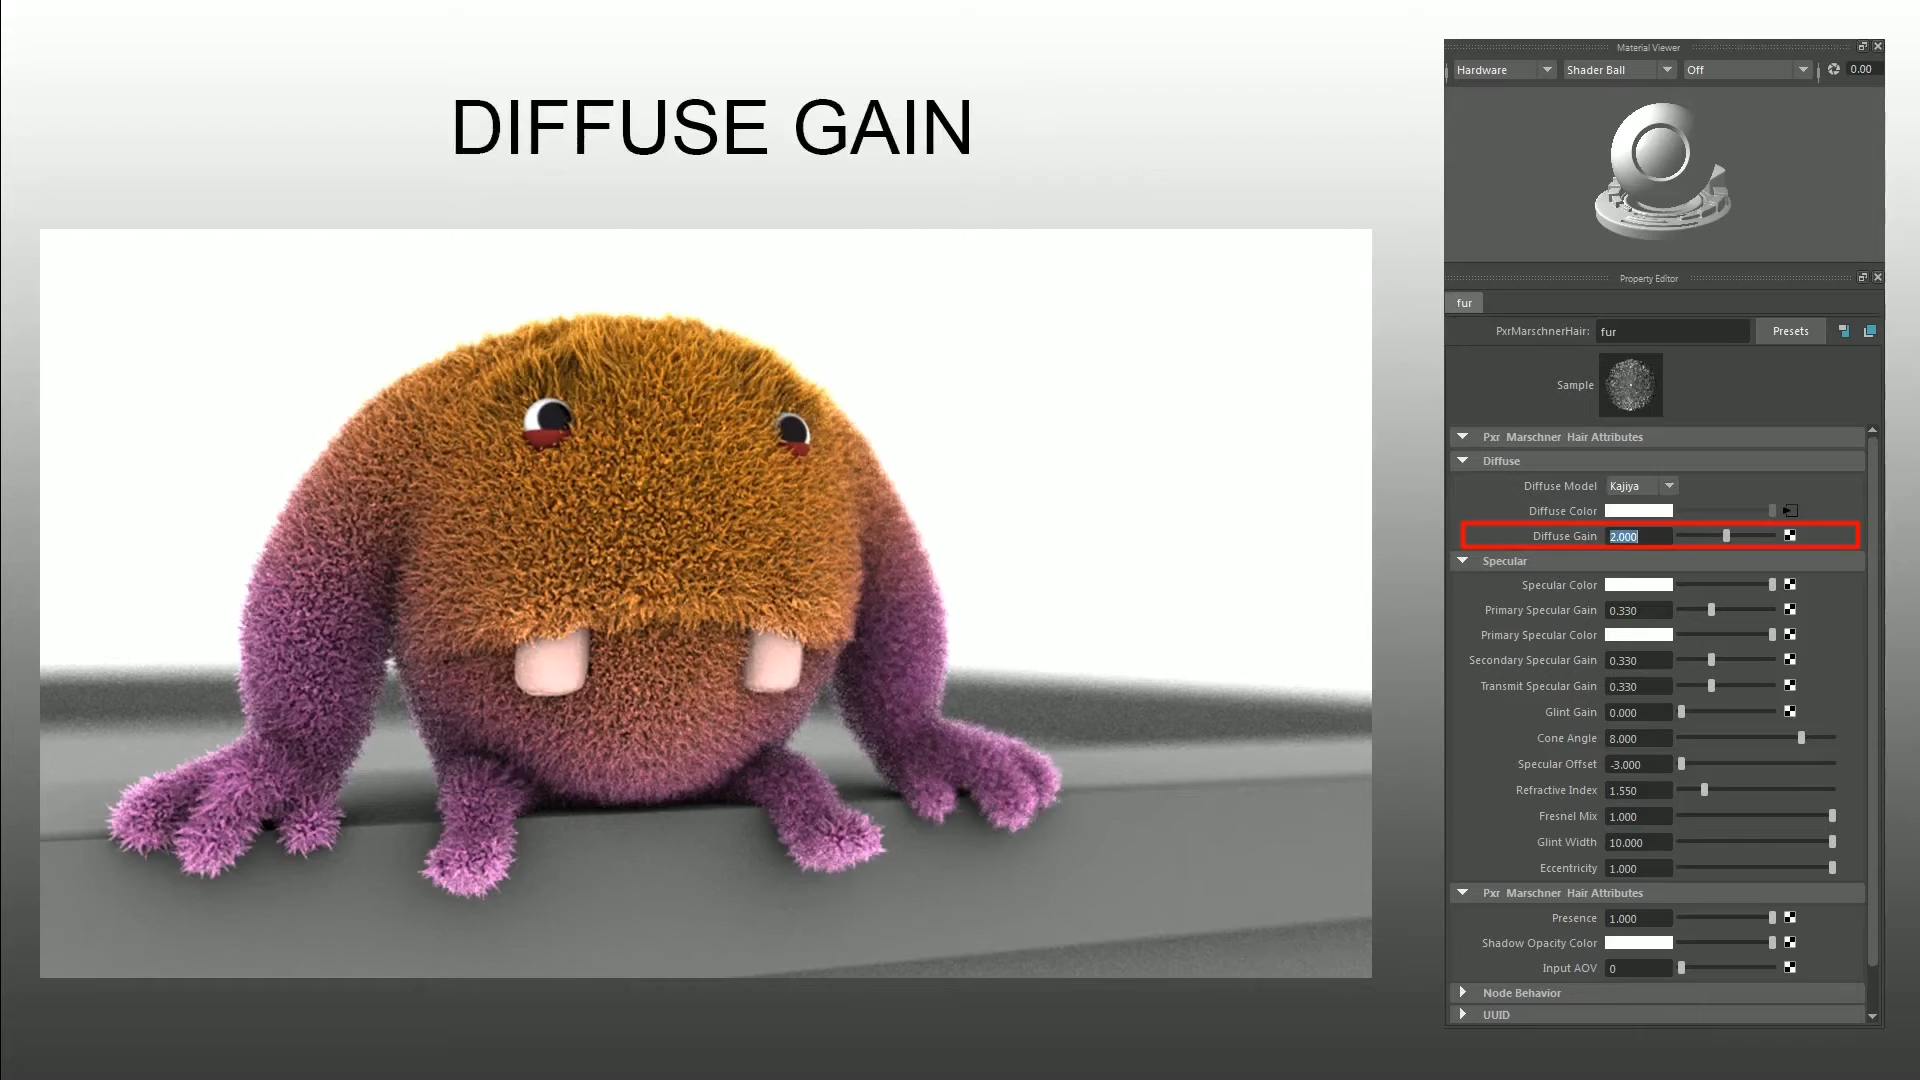 DIFFUSE GAIN
Material Viewer
Hardware Shader Ball Off 0.00
Property Editor
fur
PxrMarschnerHair: fur Presets
Sample
Pxr Marschner Hair Attributes
Diffuse
Diffuse Model Kajiya
Diffuse Color
Diffuse Gain 2.000
Specular
Specular Color
Primary Specular Gain 0.330
Primary Specular Color
Secondary Specular Gain 0.330
Transmit Specular Gain 0.330
Glint Gain 0.000
Cone Angle 8.000
Specular Offset -3.000
Refractive Index 1.550
Fresnel Mix 1.000
Glint Width 10.000
Eccentricity 1.000
Pxr Marschner Hair Attributes
Presence 1.000
Shadow Opacity Color
Input AOV 0
Node Behavior
UUID